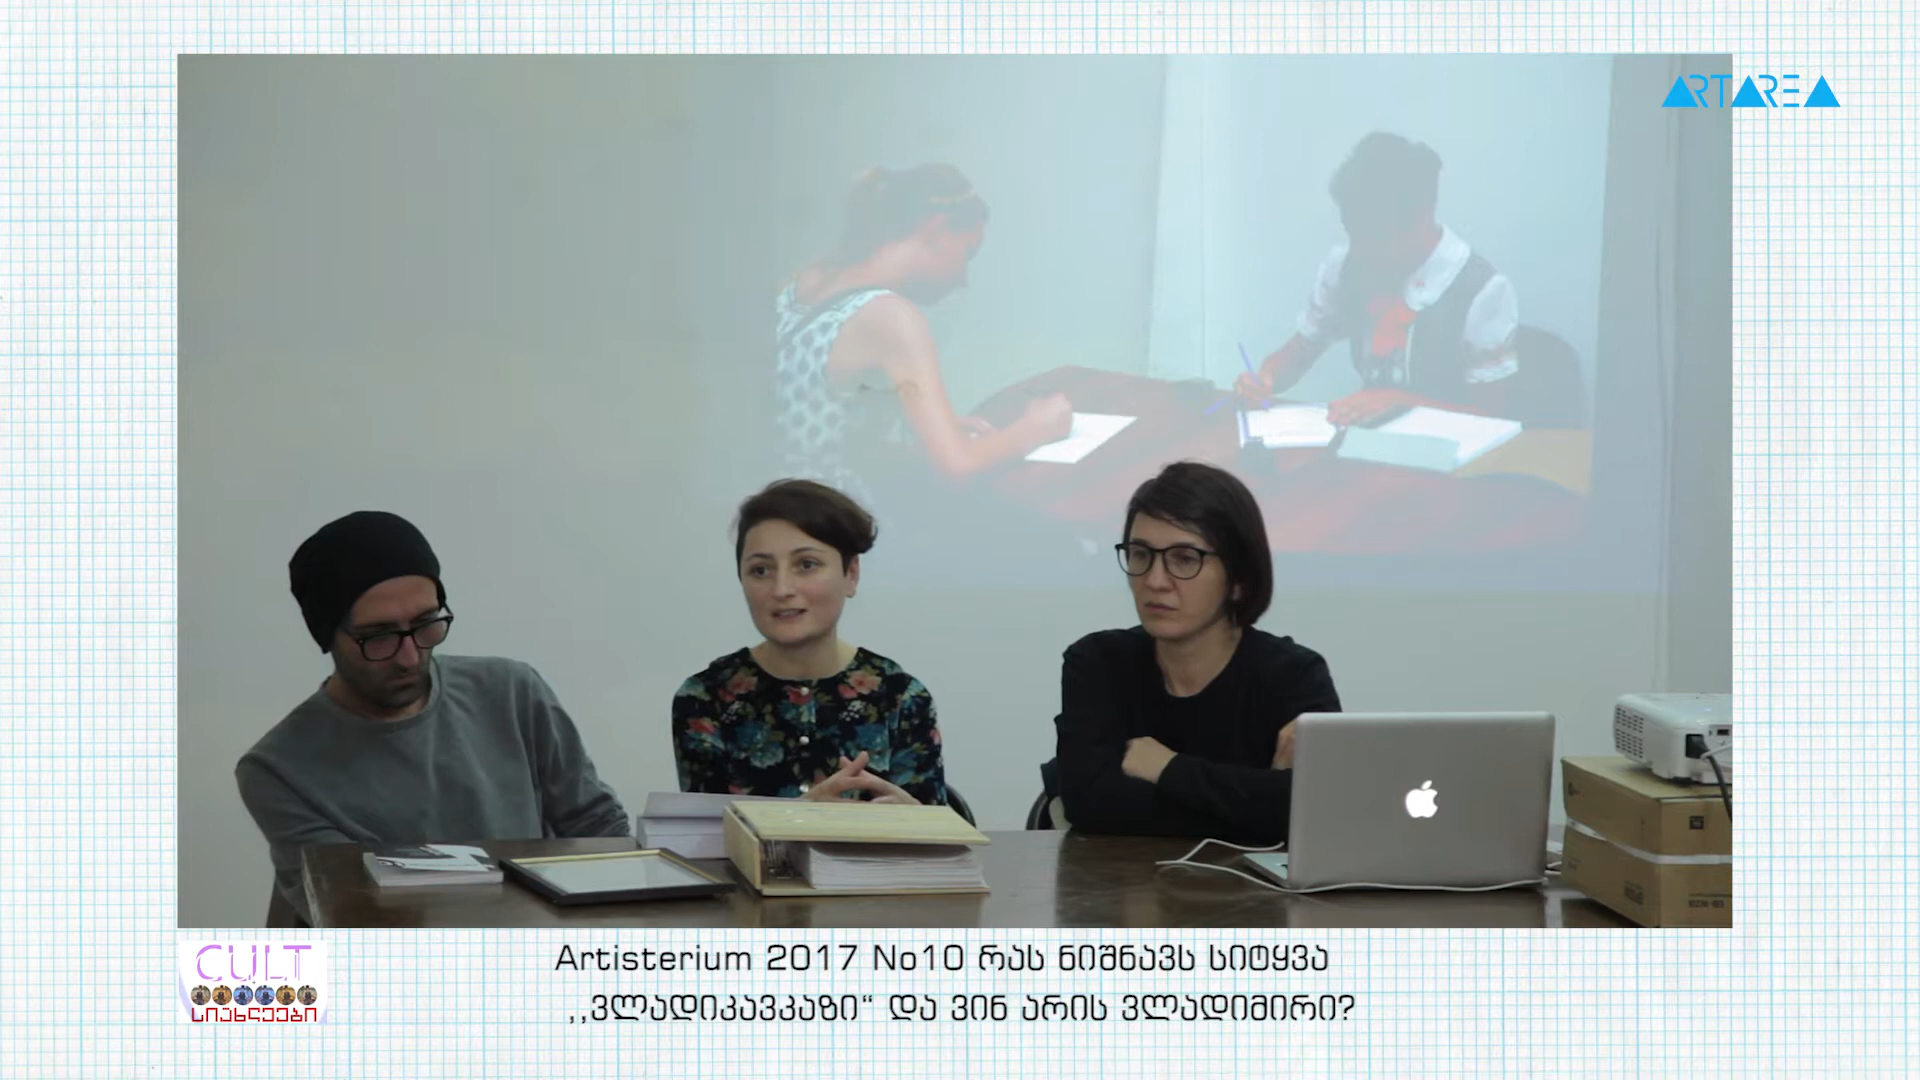 ARTAREA
Artisterium 2017 No10 რას ნიშნავს სიტყვა
,,ვლადიკავკაზი“ და ვინ არის ვლადიმირი?
CULT
სიახლეები